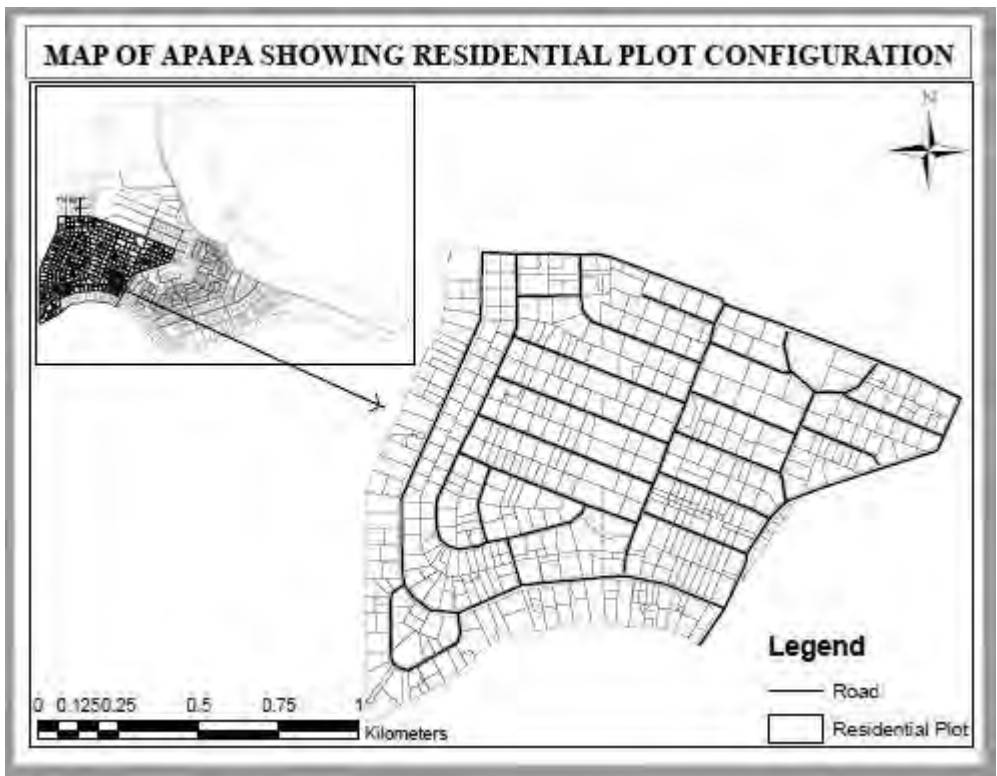 MAP OF APAPA SHOWING RESIDENTIAL PLOT CONFIGURATION
N
Legend
Road
Residential Plot
0 0.1250.25 0.5 0.75 1
Kilometers